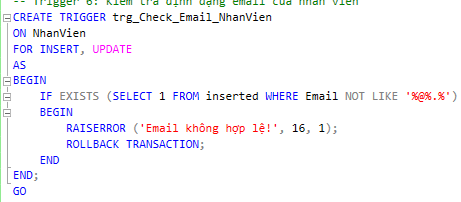 -- Trigger 6: Kiểm tra định dạng email của nhân viên
CREATE TRIGGER trg_Check_Email_NhanVien
ON NhanVien
FOR INSERT, UPDATE
AS
BEGIN
IF EXISTS (SELECT 1 FROM inserted WHERE Email NOT LIKE '%@%.%')
BEGIN
RAISERROR ('Email không hợp lệ!', 16, 1);
ROLLBACK TRANSACTION;
END
END;
GO